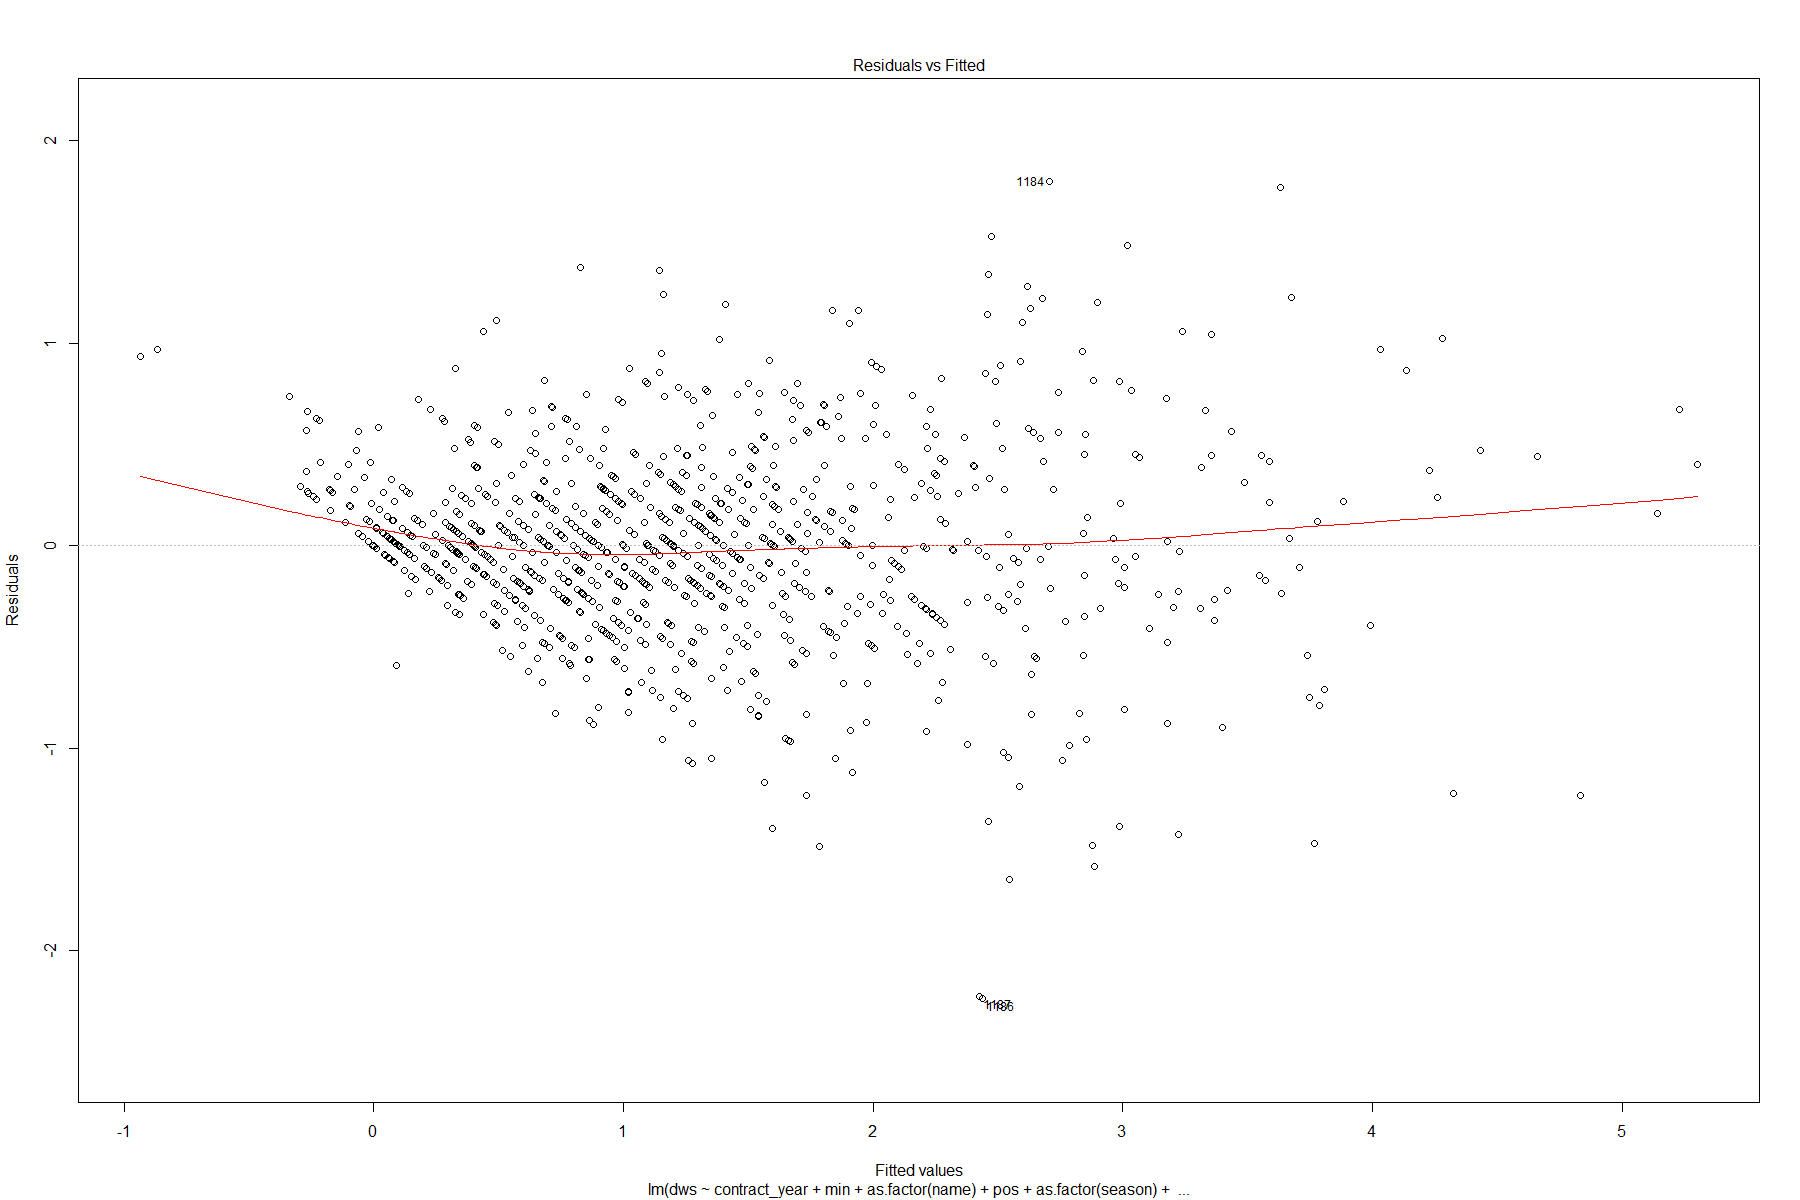 Residuals vs Fitted
Residuals
2
1
0
-1
-2
1184
1186
-1 0 1 2 3 4 5
Fitted values
lm(dws ~ contract_year + min + as.factor(name) + pos + as.factor(season) + ...